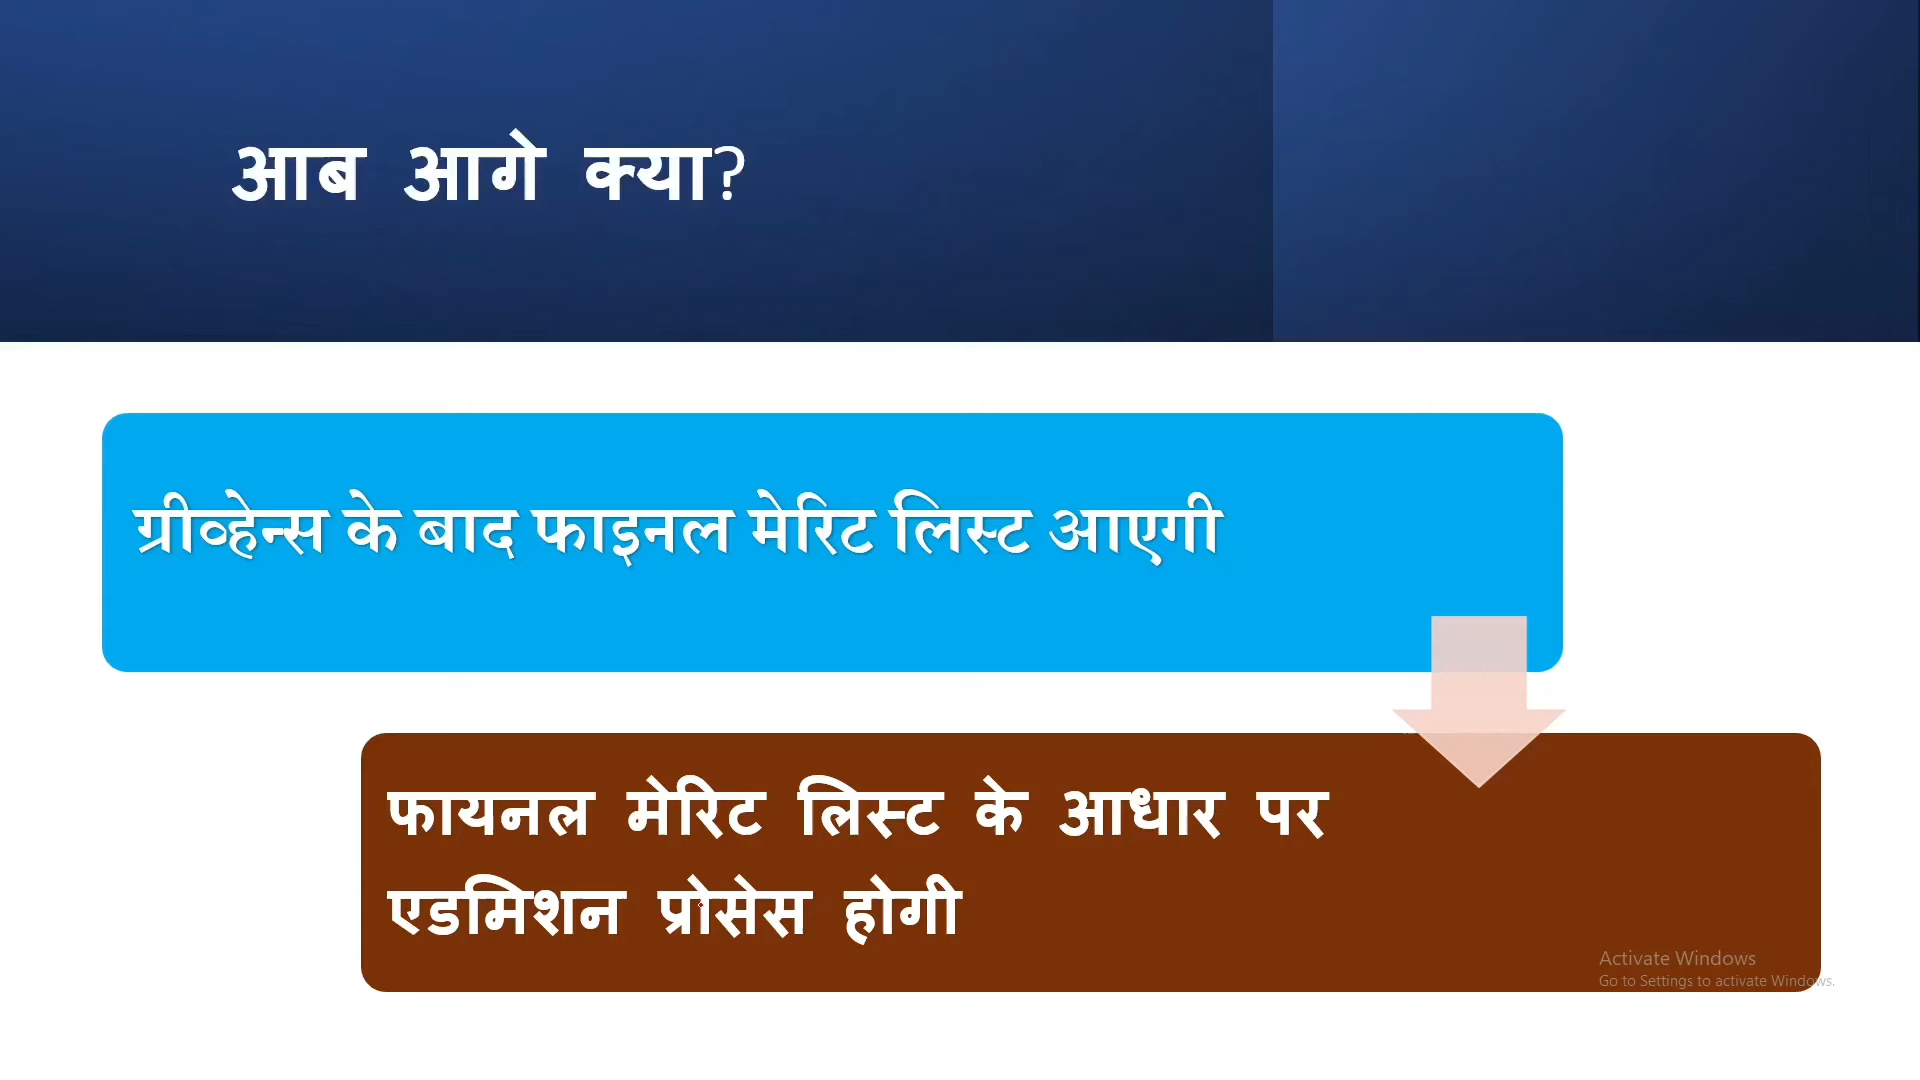 आब आगे क्या?
ग्रीव्हेन्स के बाद फाइनल मेरिट लिस्ट आएगी
फायनल मेरिट लिस्ट के आधार पर
एडमिशन प्रोसेस होगी
Activate Windows
Go to Settings to activate Windows.